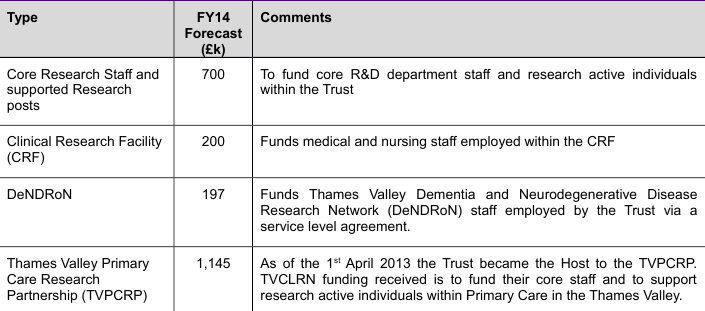 Type FY14 Comments
Forecast
(£k)
Core Research Staff and 700 To fund core R&D department staff and research active individuals
supported Research within the Trust
posts
Clinical Research Facility 200 Funds medical and nursing staff employed within the CRF
(CRF)
DeNDRoN 197 Funds Thames Valley Dementia and Neurodegenerative Disease
Research Network (DeNDRoN) staff employed by the Trust via a
service level agreement.
Thames Valley Primary 1,145 As of the 1st April 2013 the Trust became the Host to the TVPCRP.
Care Research TVCLRN funding received is to fund their core staff and to support
Partnership (TVPCRP) research active individuals within Primary Care in the Thames Valley.